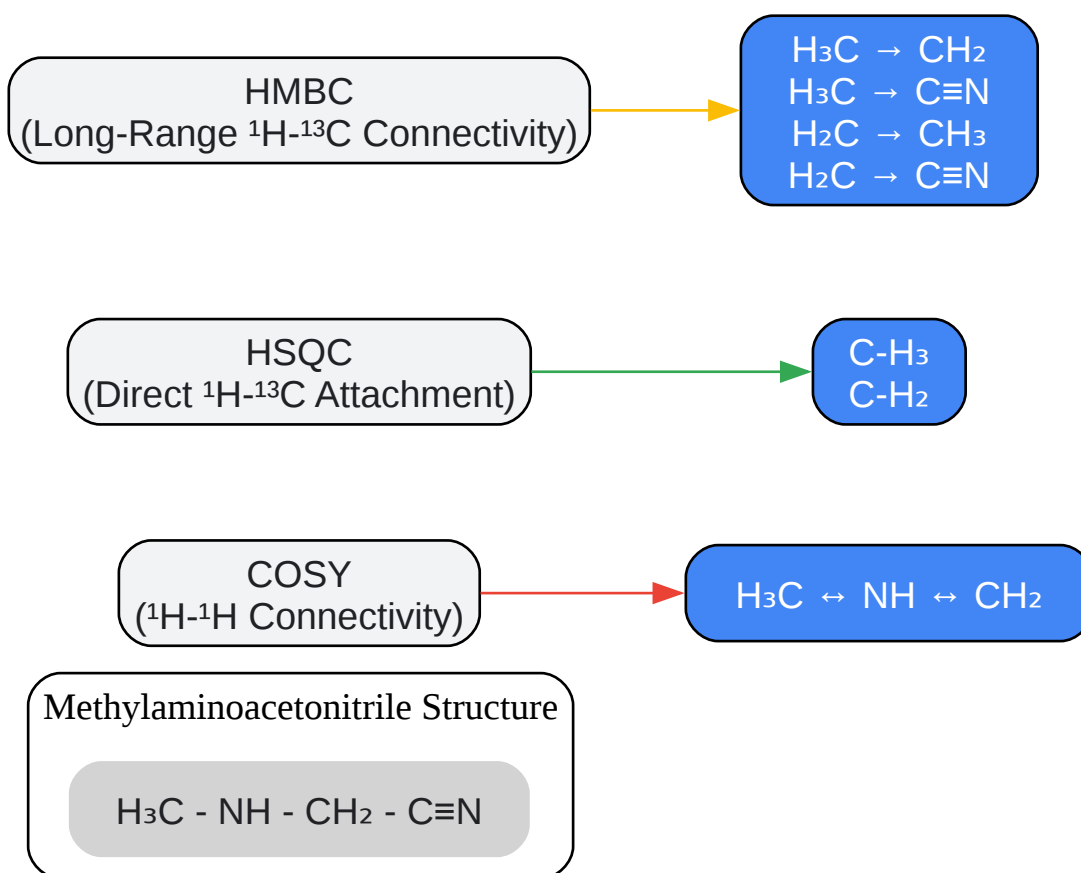 HMBC
(Long-Range ¹H-¹³C Connectivity)
H₃C → CH₂
H₃C → C≡N
H₂C → CH₃
H₂C → C≡N
HSQC
(Direct ¹H-¹³C Attachment)
C-H₃
C-H₂
COSY
(¹H-¹H Connectivity)
H₃C ↔ NH ↔ CH₂
Methylaminoacetonitrile Structure
H₃C - NH - CH₂ - C≡N